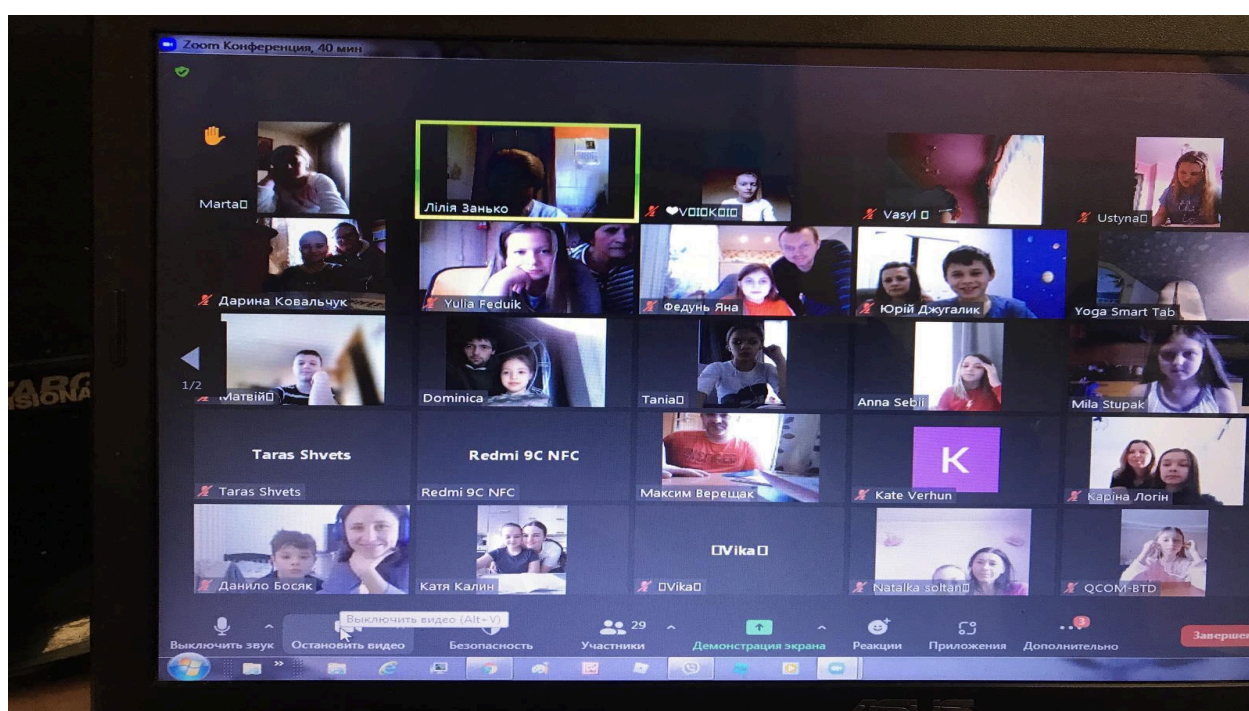 Zoom Конференция, 40 мин
Marta
Лілія Занько
Vasyl
Ustyna
Дарина Ковальчук
Yulia Feduik
Федунь Яна
Юрій Джугалик
Yoga Smart Tab
1/2
Матвій
Dominica
Tania
Anna Sebii
Mila Stupak
Taras Shvets
Redmi 9C NFC
K
Taras Shvets
Redmi 9C NFC
Максим Верещак
Kate Verhun
Каріна Логін
Vika
Данило Босяк
Катя Калин
Vika
Natalka soltan
QCOM-BTD
Выключить видео (Alt+V)
29
3
Выключить звук
Остановить видео
Безопасность
Участники
Демонстрация экрана
Реакции
Приложения
Дополнительно